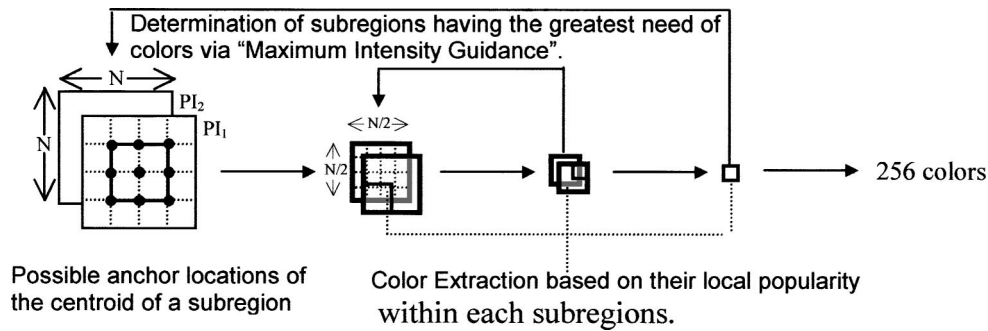 Determination of subregions having the greatest need of
colors via “Maximum Intensity Guidance”.
N
PI2
PI1
N
N/2
N/2
256 colors
Possible anchor locations of
the centroid of a subregion
Color Extraction based on their local popularity
within each subregions.